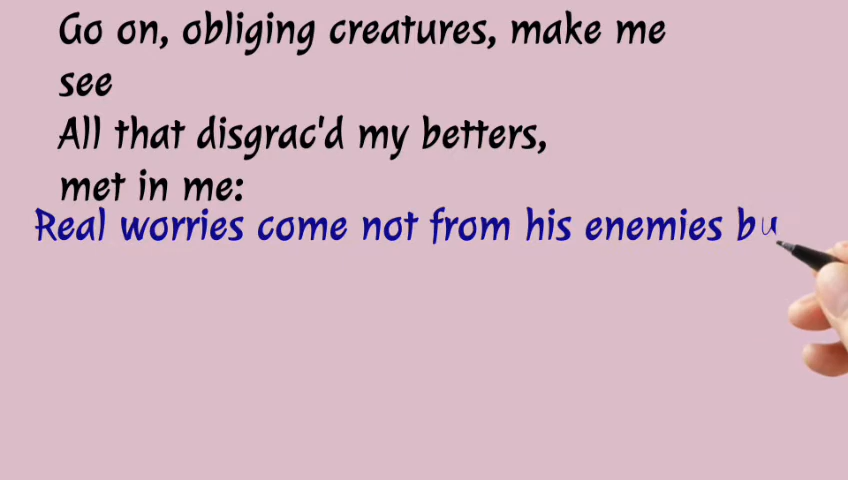 Go on, obliging creatures, make me
see
All that disgrac'd my betters,
met in me:
Real worries come not from his enemies bu